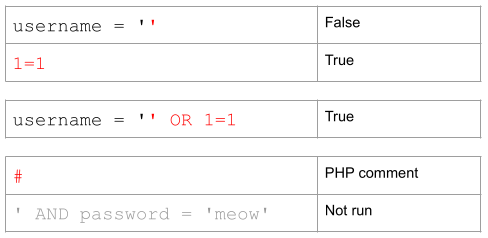 username = '' False
1=1 True
username = '' OR 1=1 True
# PHP comment
' AND password = 'meow' Not run